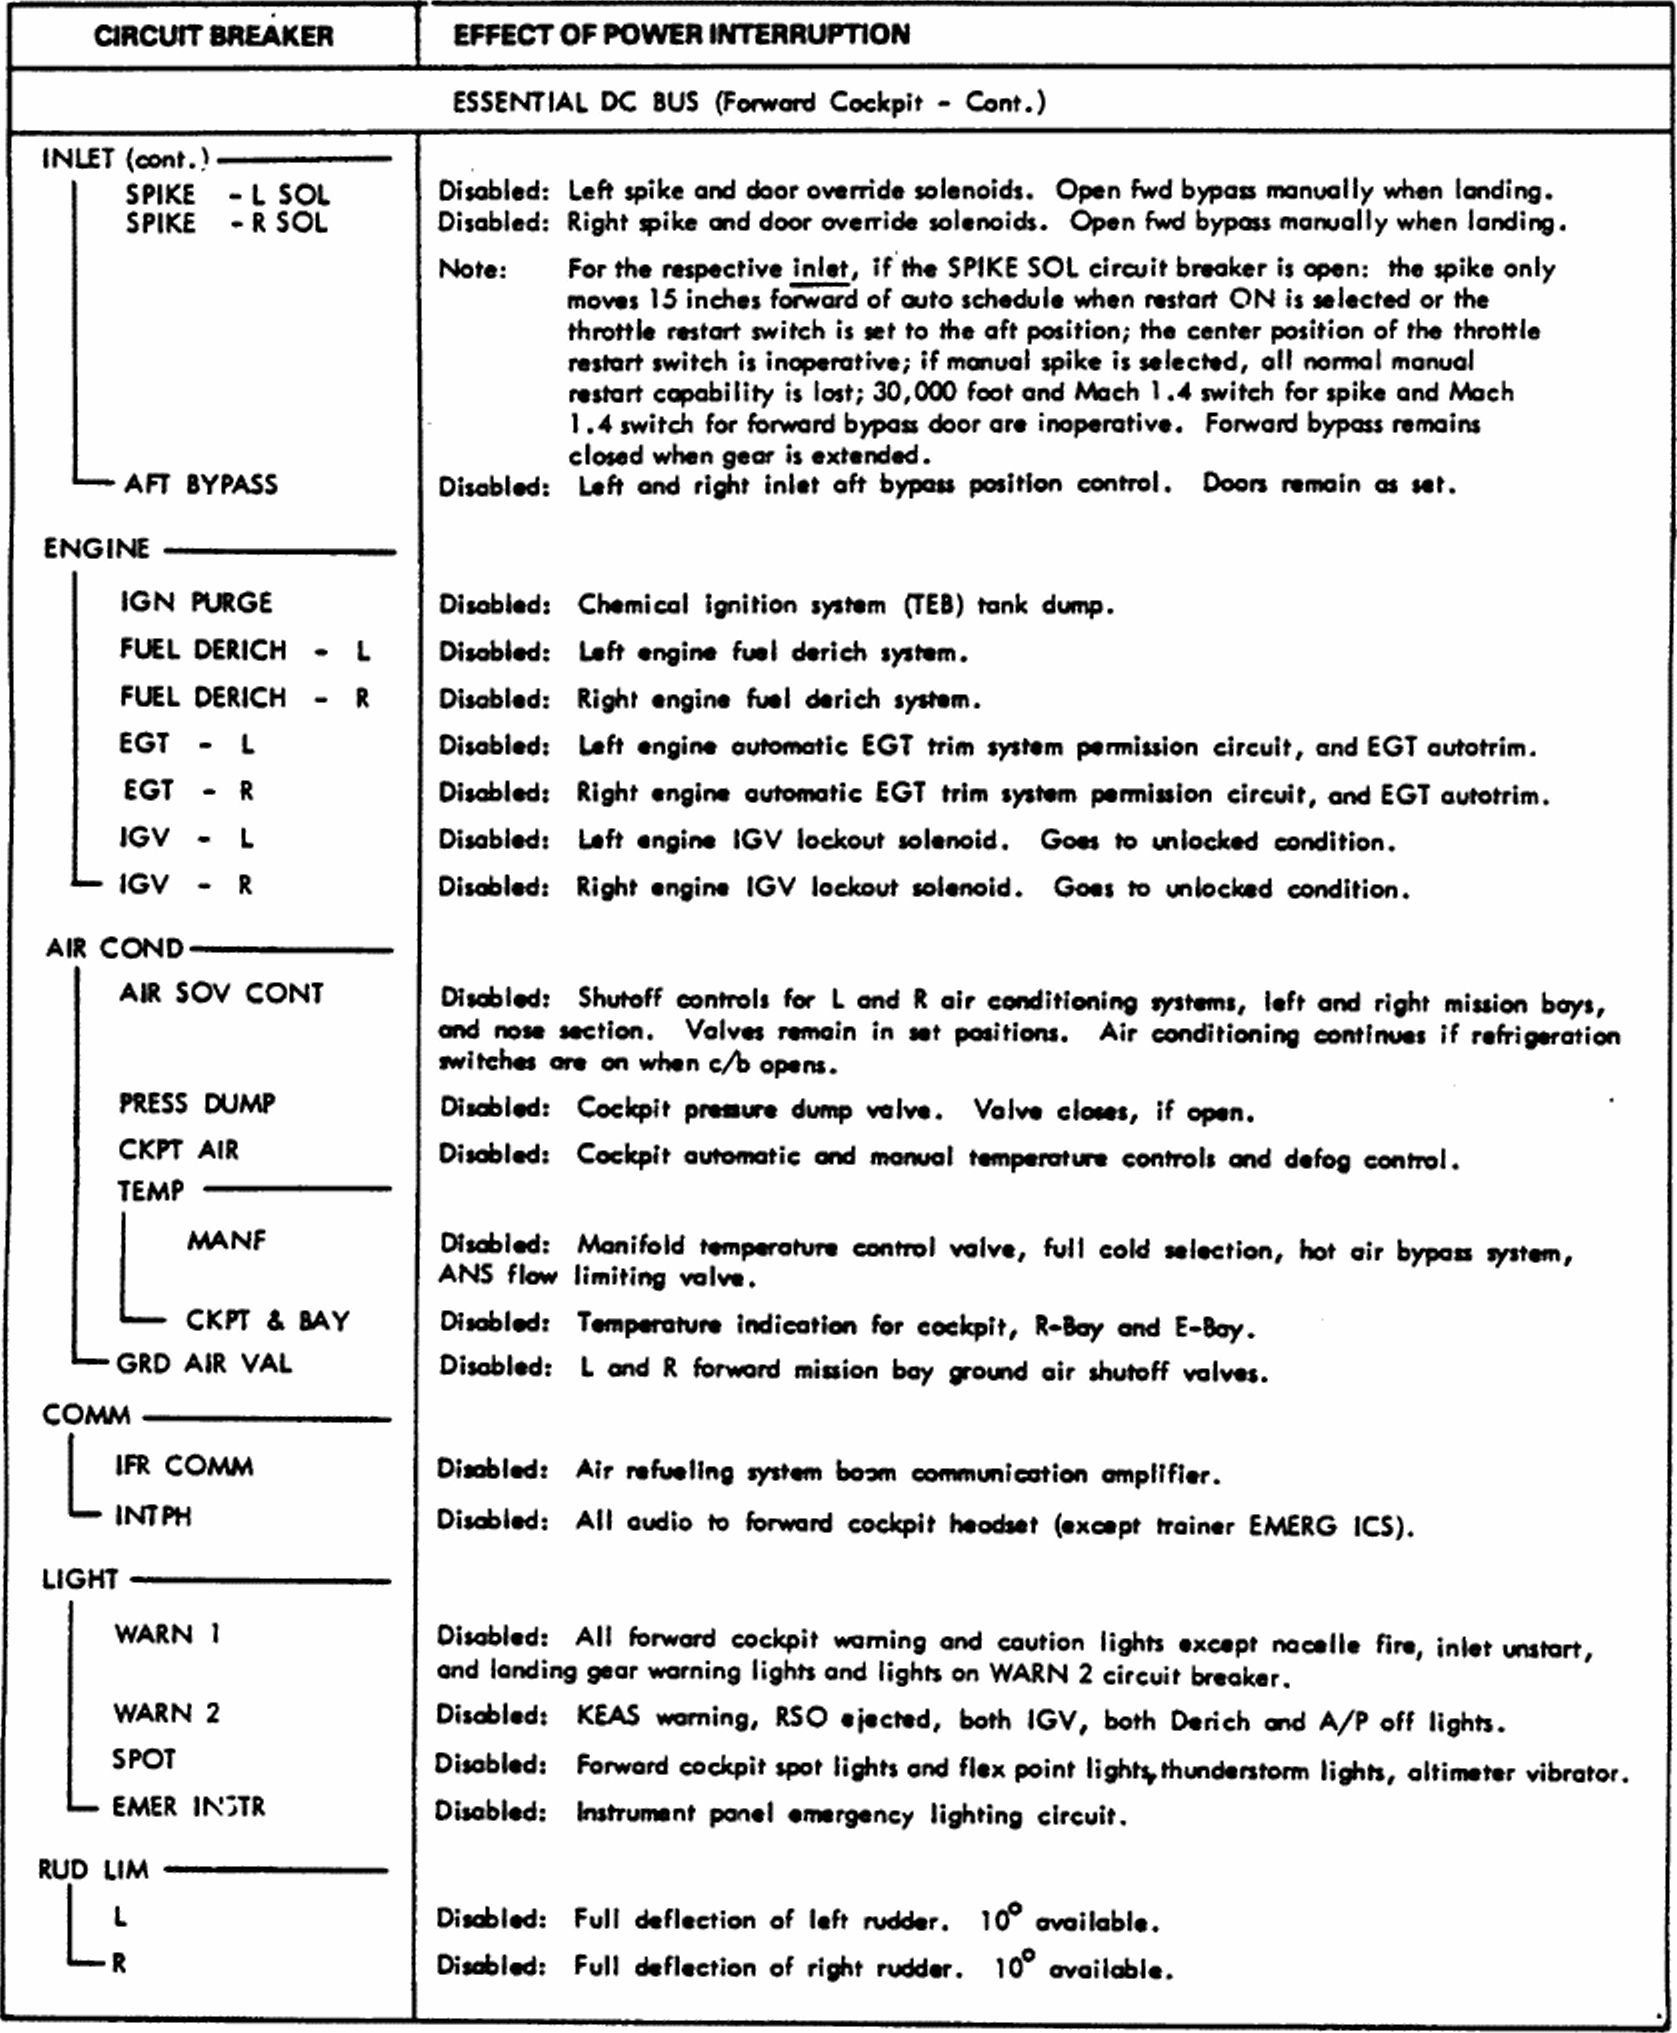 CIRCUIT BREAKER EFFECT OF POWER INTERRUPTION
ESSENTIAL DC BUS (Forward Cockpit - Cont.)
INLET (cont.)
SPIKE - L SOL Disabled: Left spike and door override solenoids. Open fwd bypass manually when landing.
SPIKE - R SOL Disabled: Right spike and door override solenoids. Open fwd bypass manually when landing.
Note: For the respective inlet, if the SPIKE SOL circuit breaker is open: the spike only
moves 15 inches forward of auto schedule when restart ON is selected or the
throttle restart switch is set to the aft position; the center position of the throttle
restart switch is inoperative; if manual spike is selected, all normal manual
restart capability is lost; 30,000 foot and Mach 1.4 switch for spike and Mach
1.4 switch for forward bypass door are inoperative. Forward bypass remains
closed when gear is extended.
AFT BYPASS Disabled: Left and right inlet aft bypass position control. Doors remain as set.
ENGINE
IGN PURGE Disabled: Chemical ignition system (TEB) tank dump.
FUEL DERICH - L Disabled: Left engine fuel derich system.
FUEL DERICH - R Disabled: Right engine fuel derich system.
EGT - L Disabled: Left engine automatic EGT trim system permission circuit, and EGT autotrim.
EGT - R Disabled: Right engine automatic EGT trim system permission circuit, and EGT autotrim.
IGV - L Disabled: Left engine IGV lockout solenoid. Goes to unlocked condition.
IGV - R Disabled: Right engine IGV lockout solenoid. Goes to unlocked condition.
AIR COND
AIR SOV CONT Disabled: Shutoff controls for L and R air conditioning systems, left and right mission bays,
and nose section. Valves remain in set positions. Air conditioning continues if refrigeration
switches are on when c/b opens.
PRESS DUMP Disabled: Cockpit pressure dump valve. Valve closes, if open.
CKPT AIR Disabled: Cockpit automatic and manual temperature controls and defog control.
TEMP
MANF Disabled: Manifold temperature control valve, full cold selection, hot air bypass system,
ANS flow limiting valve.
CKPT & BAY Disabled: Temperature indication for cockpit, R-Bay and E-Bay.
GRD AIR VAL Disabled: L and R forward mission bay ground air shutoff valves.
COMM
IFR COMM Disabled: Air refueling system boom communication amplifier.
INTPH Disabled: All audio to forward cockpit headset (except trainer EMERG ICS).
LIGHT
WARN 1 Disabled: All forward cockpit warning and caution lights except nacelle fire, inlet unstart,
and landing gear warning lights and lights on WARN 2 circuit breaker.
WARN 2 Disabled: KEAS warning, RSO ejected, both IGV, both Derich and A/P off lights.
SPOT Disabled: Forward cockpit spot lights and flex point lights, thunderstorm lights, altimeter vibrator.
EMER INSTR Disabled: Instrument panel emergency lighting circuit.
RUD LIM
L Disabled: Full deflection of left rudder. 10° available.
R Disabled: Full deflection of right rudder. 10° available.